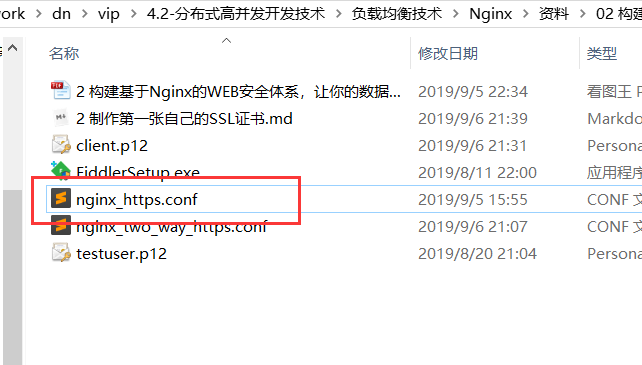 ork > dn > vip > 4.2-分布式高并发开发技术 > 负载均衡技术 > Nginx > 资料 > 02 构建
名称 修改日期 类型
2 构建基于Nginx的WEB安全体系，让你的数据... 2019/9/5 22:34 看图王 P
2 制作第一张自己的SSL证书.md 2019/9/6 21:39 Markdo
client.p12 2019/9/6 21:31 Persona
FiddlerSetup.exe 2019/8/11 22:00 应用程序
nginx_https.conf 2019/9/5 15:55 CONF 文
nginx_two_way_https.conf 2019/9/6 21:07 CONF 文
testuser.p12 2019/8/20 21:04 Persona